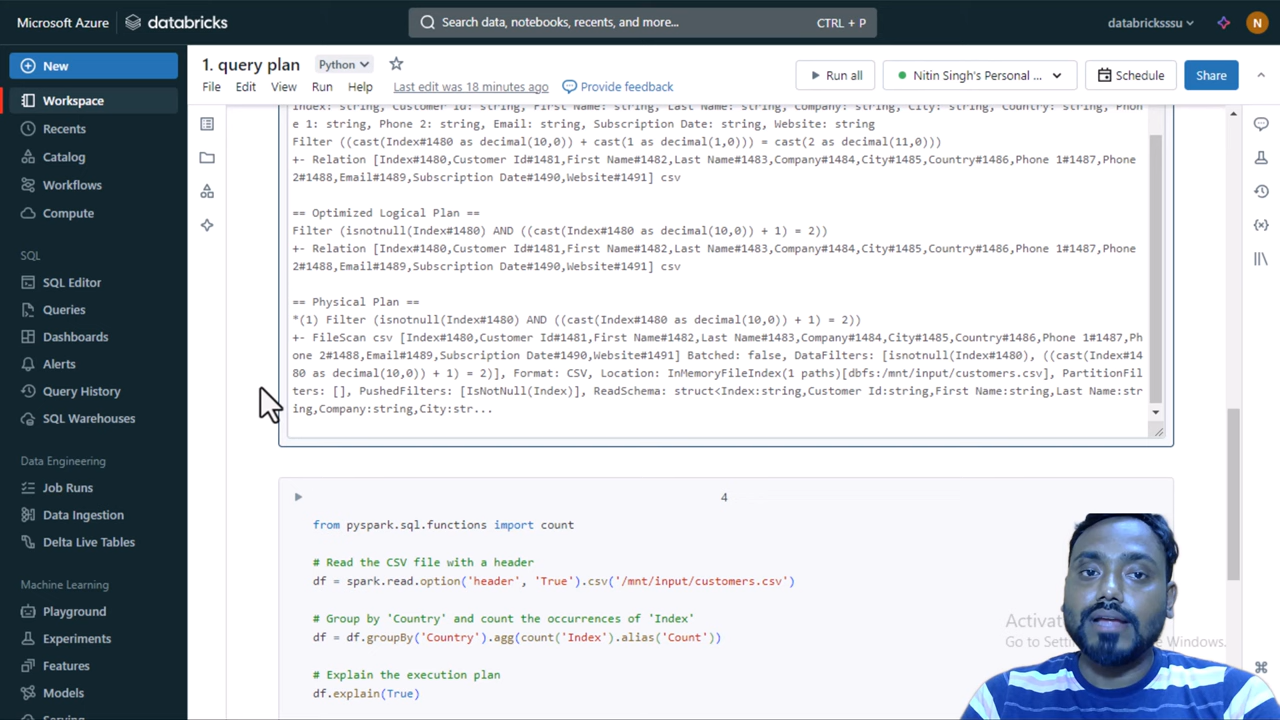 Microsoft Azure
databricks
Search data, notebooks, recents, and more...
CTRL + P
databricksssu
N
New
Workspace
Recents
Catalog
Workflows
Compute
SQL
SQL Editor
Queries
Dashboards
Alerts
Query History
SQL Warehouses
Data Engineering
Job Runs
Data Ingestion
Delta Live Tables
Machine Learning
Playground
Experiments
Features
Models
Serving
1. query plan
Python
File Edit View Run Help
Last edit was 18 minutes ago
Provide feedback
Run all
Nitin Singh's Personal ...
Schedule
Share
Index: string, Customer Id: string, First Name: string, Last Name: string, Company: string, City: string, Country: string, Phon
e 1: string, Phone 2: string, Email: string, Subscription Date: string, Website: string
Filter ((cast(Index#1480 as decimal(10,0)) + cast(1 as decimal(1,0))) = cast(2 as decimal(11,0)))
+- Relation [Index#1480,Customer Id#1481,First Name#1482,Last Name#1483,Company#1484,City#1485,Country#1486,Phone 1#1487,Phone
2#1488,Email#1489,Subscription Date#1490,Website#1491] csv
== Optimized Logical Plan ==
Filter (isnotnull(Index#1480) AND ((cast(Index#1480 as decimal(10,0)) + 1) = 2))
+- Relation [Index#1480,Customer Id#1481,First Name#1482,Last Name#1483,Company#1484,City#1485,Country#1486,Phone 1#1487,Phone
2#1488,Email#1489,Subscription Date#1490,Website#1491] csv
== Physical Plan ==
*(1) Filter (isnotnull(Index#1480) AND ((cast(Index#1480 as decimal(10,0)) + 1) = 2))
+- FileScan csv [Index#1480,Customer Id#1481,First Name#1482,Last Name#1483,Company#1484,City#1485,Country#1486,Phone 1#1487,Ph
one 2#1488,Email#1489,Subscription Date#1490,Website#1491] Batched: false, DataFilters: [isnotnull(Index#1480), ((cast(Index#14
80 as decimal(10,0)) + 1) = 2)], Format: CSV, Location: InMemoryFileIndex(1 paths)[dbfs:/mnt/input/customers.csv], PartitionFil
ters: [], PushedFilters: [IsNotNull(Index)], ReadSchema: struct<Index:string,Customer Id:string,First Name:string,Last Name:str
ing,Company:string,City:str...
4
from pyspark.sql.functions import count
# Read the CSV file with a header
df = spark.read.option('header', 'True').csv('/mnt/input/customers.csv')
# Group by 'Country' and count the occurrences of 'Index'
df = df.groupBy('Country').agg(count('Index').alias('Count'))
# Explain the execution plan
df.explain(True)
Go to Windows.